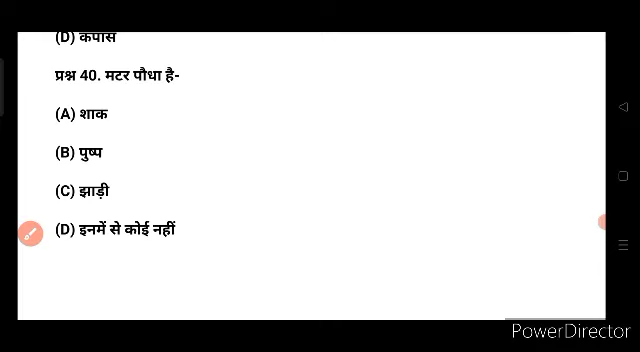 (D) कपास
प्रश्न 40. मटर पौधा है-
(A) शाक
(B) पुष्प
(C) झाड़ी
(D) इनमें से कोई नहीं
PowerDirector